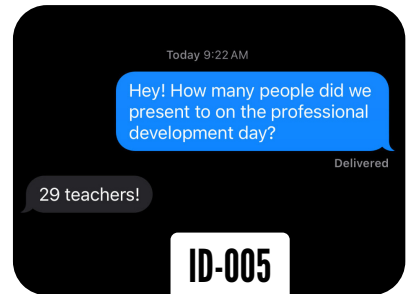 Today 9:22 AM
Hey! How many people did we
present to on the professional
development day?
Delivered
29 teachers!
ID-005